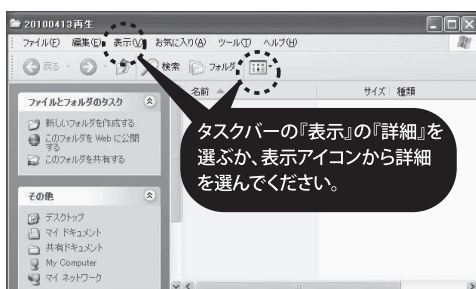 20100413再生
ファイル(F) 編集(E) 表示(V) お気に入り(A) ツール(T) ヘルプ(H)
戻る 検索 フォルダ
名前 サイズ 種類
ファイルとフォルダのタスク
新しいフォルダを作成する
このフォルダを Web に公開
する
このフォルダを共有する
タスクバーの『表示』の『詳細』を
選ぶか、表示アイコンから詳細
を選んでください。
その他
デスクトップ
マイ ドキュメント
共有ドキュメント
My Computer
マイ ネットワーク